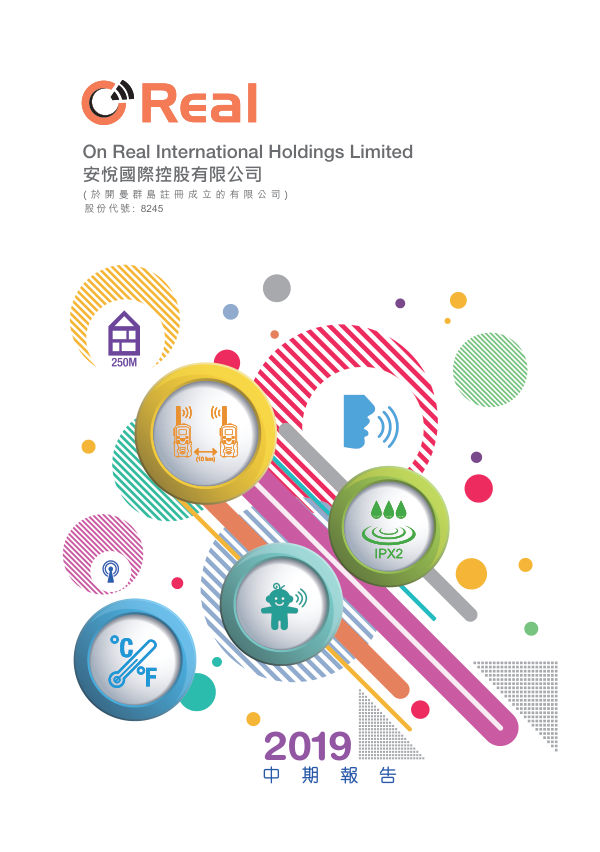 On Real
On Real International Holdings Limited
安悅國際控股有限公司
(於開曼群島註冊成立的有限公司)
股份代號: 8245
250M
(10 km)
IPX2
°C
°F
2019
中期報告